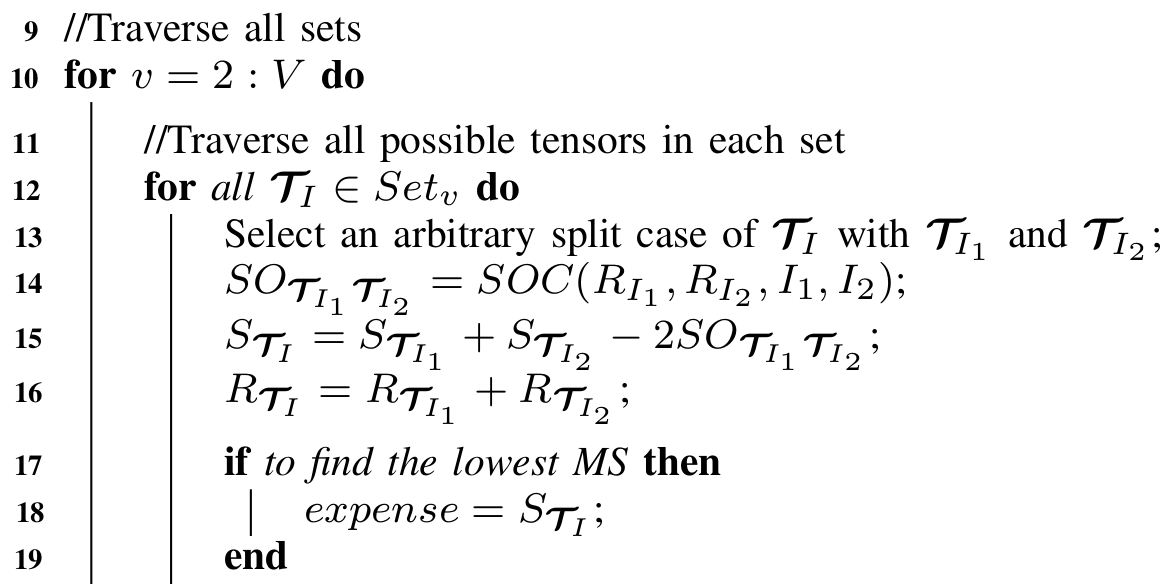 9 //Traverse all sets
10 for v = 2 : V do
11 //Traverse all possible tensors in each set
12 for all 𝓣_I ∈ Set_v do
13 Select an arbitrary split case of 𝓣_I with 𝓣_{I_1} and 𝓣_{I_2};
14 SO_{𝓣_{I_1} 𝓣_{I_2}} = SOC(R_{I_1}, R_{I_2}, I_1, I_2);
15 S_{𝓣_I} = S_{𝓣_{I_1}} + S_{𝓣_{I_2}} − 2SO_{𝓣_{I_1} 𝓣_{I_2}};
16 R_{𝓣_I} = R_{𝓣_{I_1}} + R_{𝓣_{I_2}};
17 if to find the lowest MS then
18 expense = S_{𝓣_I};
19 end